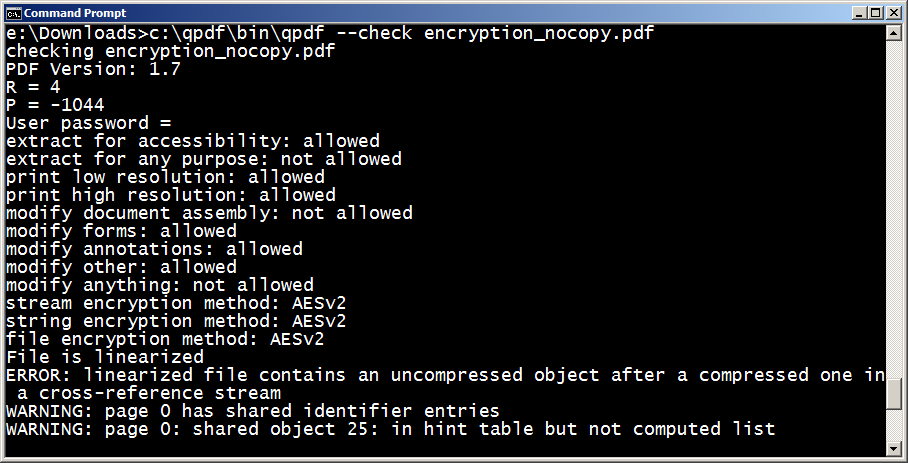 Command Prompt
e:\Downloads>c:\qpdf\bin\qpdf --check encryption_nocopy.pdf
checking encryption_nocopy.pdf
PDF Version: 1.7
R = 4
P = -1044
User password =
extract for accessibility: allowed
extract for any purpose: not allowed
print low resolution: allowed
print high resolution: allowed
modify document assembly: not allowed
modify forms: allowed
modify annotations: allowed
modify other: allowed
modify anything: not allowed
stream encryption method: AESv2
string encryption method: AESv2
file encryption method: AESv2
File is linearized
ERROR: linearized file contains an uncompressed object after a compressed one in
 a cross-reference stream
WARNING: page 0 has shared identifier entries
WARNING: page 0: shared object 25: in hint table but not computed list